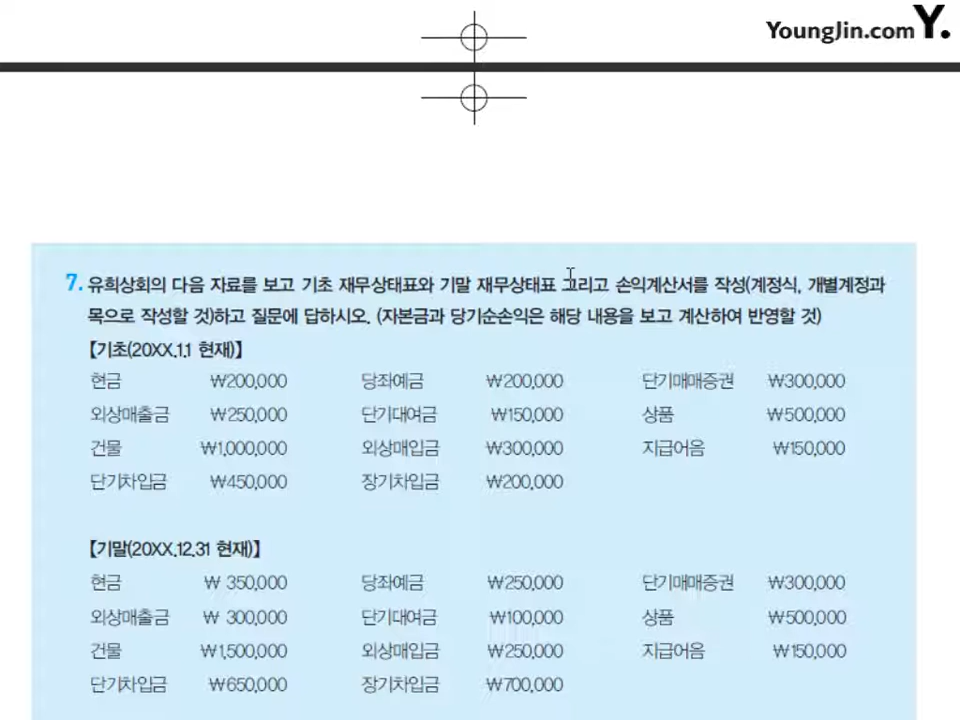 YoungJin.com Y.
7. 유희상회의 다음 자료를 보고 기초 재무상태표와 기말 재무상태표 그리고 손익계산서를 작성(계정식, 개별계정과
목으로 작성할 것)하고 질문에 답하시오. (자본금과 당기순손익은 해당 내용을 보고 계산하여 반영할 것)
【기초(20XX.1.1 현재)】
현금 ₩200,000 당좌예금 ₩200,000 단기매매증권 ₩300,000
외상매출금 ₩250,000 단기대여금 ₩150,000 상품 ₩500,000
건물 ₩1,000,000 외상매입금 ₩300,000 지급어음 ₩150,000
단기차입금 ₩450,000 장기차입금 ₩200,000
【기말(20XX.12.31 현재)】
현금 ₩ 350,000 당좌예금 ₩250,000 단기매매증권 ₩300,000
외상매출금 ₩ 300,000 단기대여금 ₩100,000 상품 ₩500,000
건물 ₩1,500,000 외상매입금 ₩250,000 지급어음 ₩150,000
단기차입금 ₩650,000 장기차입금 ₩700,000